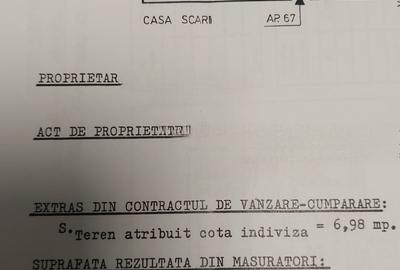 CASA SCARII AP. 67
PROPRIETAR
ACT DE PROPRIETATE
EXTRAS DIN CONTRACTUL DE VANZARE-CUMPARARE:
S. Teren atribuit cota indiviza = 6,98 mp.
SUPRAFATA REZULTATA DIN MASURATORI: